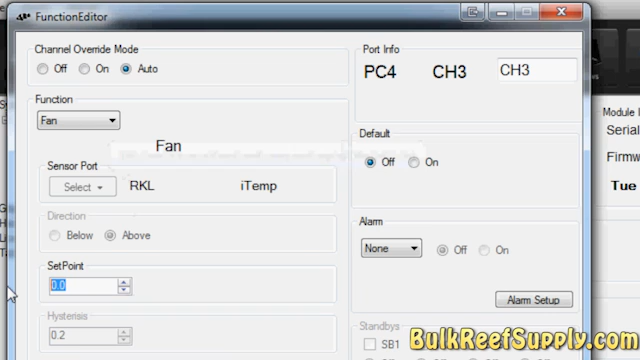 FunctionEditor
Channel Override Mode
Off On Auto
Function
Fan
Fan
Sensor Port
Select RKL iTemp
Direction
Below Above
SetPoint
0.0
Hysterisis
0.2
Port Info
PC4 CH3 CH3
Default
Off On
Alarm
None Off On
Alarm Setup
Standbys
SB1
Module I
Serial
Firmw
Tue
BulkReefSupply.com